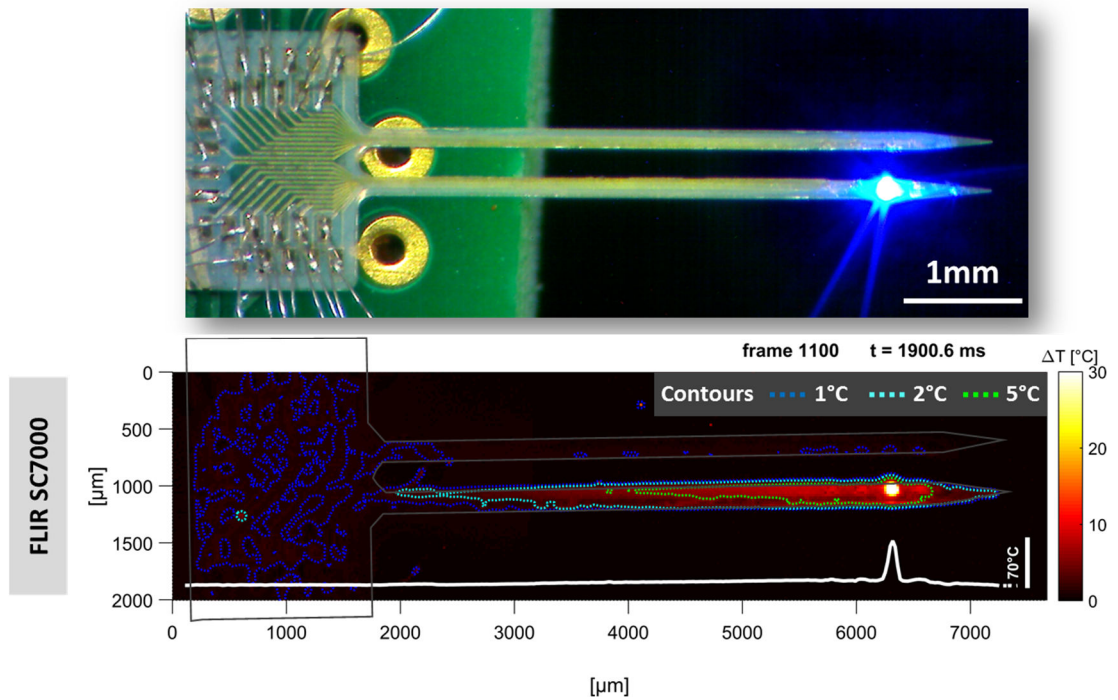 1mm
frame 1100 t = 1900.6 ms
ΔT [°C]
FLIR SC7000
Contours 1°C 2°C 5°C
0
500
1000
1500
2000
[µm]
30
20
10
0
70°C
0 1000 2000 3000 4000 5000 6000 7000
[µm]